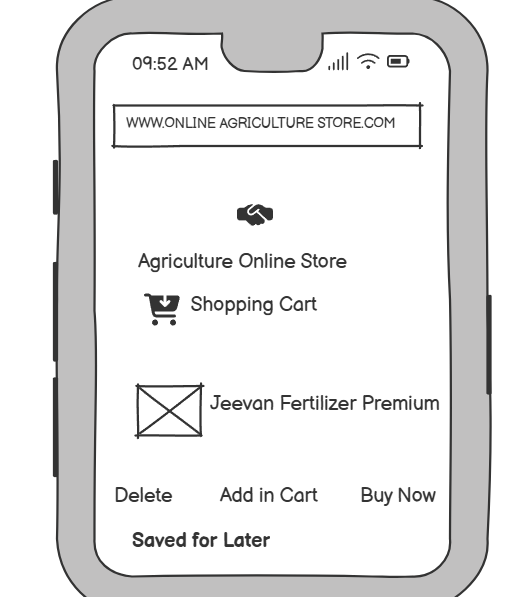 09:52 AM
WWW.ONLINE AGRICULTURE STORE.COM
Agriculture Online Store
Shopping Cart
Jeevan Fertilizer Premium
Delete Add in Cart Buy Now
Saved for Later